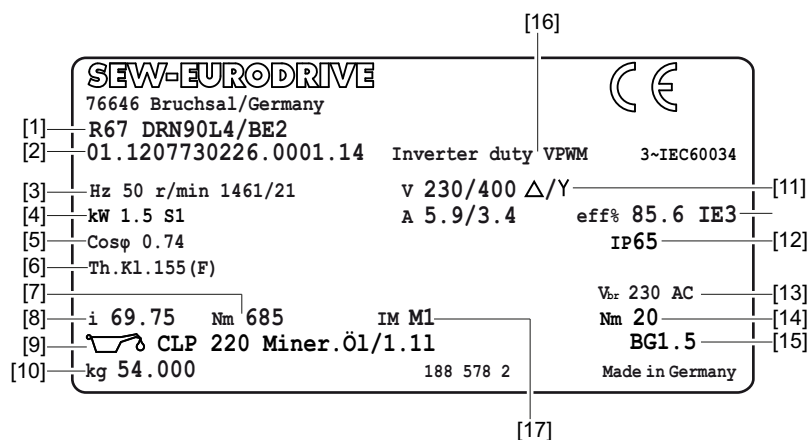 [16]
SEW-EURODRIVE CE
76646 Bruchsal/Germany
[1] R67 DRN90L4/BE2
[2] 01.1207730226.0001.14 Inverter duty VPWM 3~IEC60034
[3] Hz 50 r/min 1461/21 V 230/400 △/Y [11]
[4] kW 1.5 S1 A 5.9/3.4 eff% 85.6 IE3
[5] Cosφ 0.74 IP65 [12]
[6] Th.Kl.155(F)
[7] Vbr 230 AC [13]
[8] i 69.75 Nm 685 IM M1 Nm 20 [14]
[9] CLP 220 Miner.Öl/1.1l BG1.5 [15]
[10] kg 54.000 188 578 2 Made in Germany
[17]